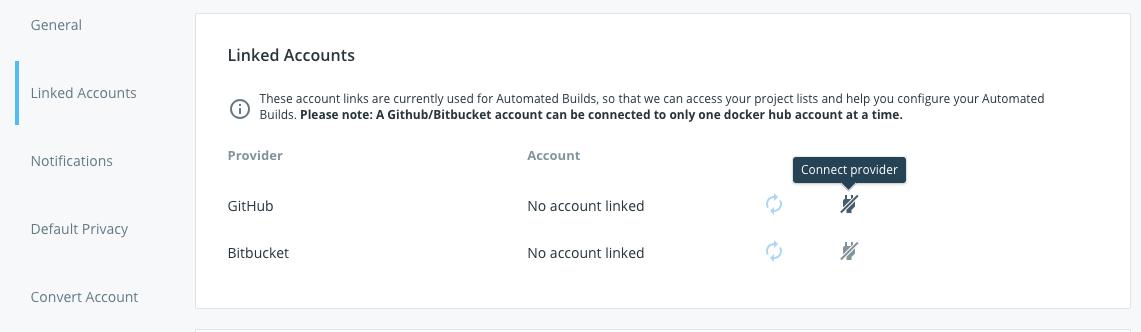 General
Linked Accounts
Notifications
Default Privacy
Convert Account
Linked Accounts
These account links are currently used for Automated Builds, so that we can access your project lists and help you configure your Automated
Builds. Please note: A Github/Bitbucket account can be connected to only one docker hub account at a time.
Provider Account
Connect provider
GitHub No account linked
Bitbucket No account linked